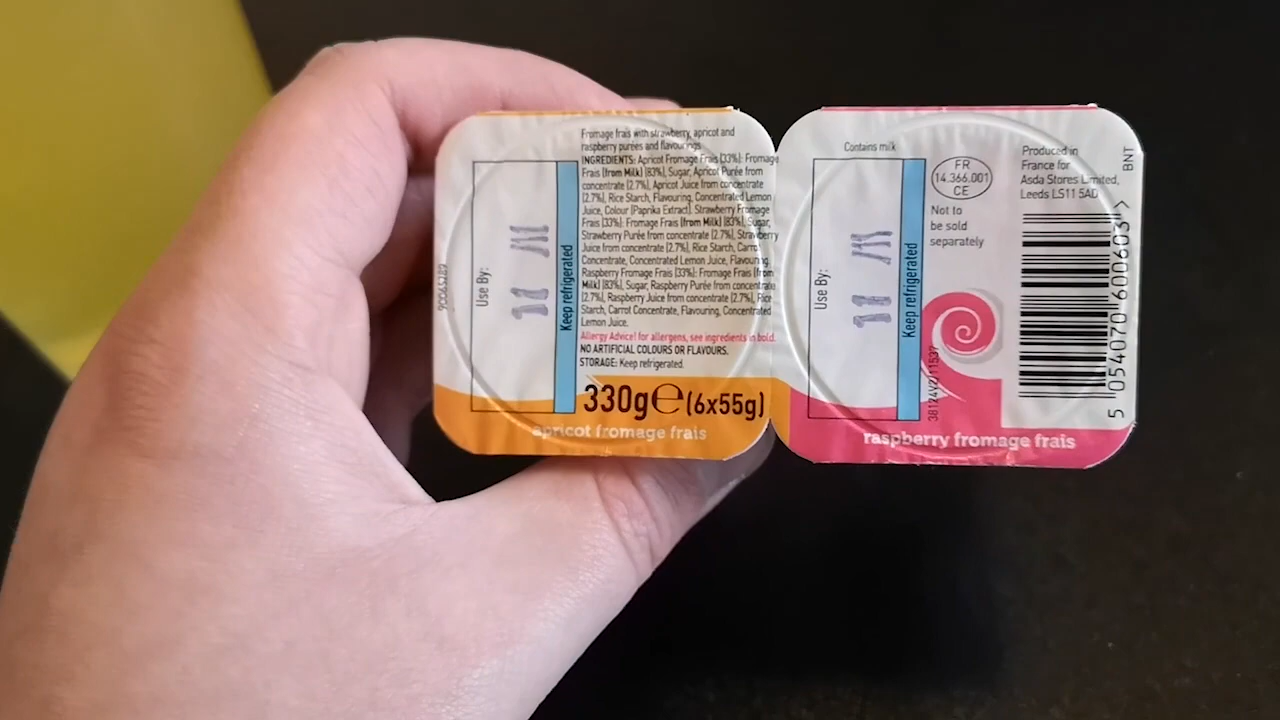 Fromage frais with strawberry, apricot and
raspberry purées and flavourings
INGREDIENTS: Apricot Fromage Frais (33%): Fromage
Frais (from Milk) (83%), Sugar, Apricot Purée from
concentrate (2.7%), Apricot Juice from concentrate
(2.7%), Rice Starch, Flavouring, Concentrated Lemon
Juice, Colour (Paprika Extract). Strawberry Fromage
Frais (33%): Fromage Frais (from Milk) (83%), Sugar,
Strawberry Purée from concentrate (2.7%), Strawberry
Juice from concentrate (2.7%), Rice Starch, Carrot
Concentrate, Concentrated Lemon Juice, Flavouring.
Raspberry Fromage Frais (33%): Fromage Frais (from
Milk) (83%), Sugar, Raspberry Purée from concentrate
(2.7%), Raspberry Juice from concentrate (2.7%), Rice
Starch, Carrot Concentrate, Flavouring, Concentrated
Lemon Juice.
Allergy Advice! for allergens, see ingredients in bold.
NO ARTIFICIAL COLOURS OR FLAVOURS.
STORAGE: Keep refrigerated.
330g℮(6x55g)
apricot fromage frais
Use By:
11 /11
Keep refrigerated
Contains milk
Use By:
11 /11
Keep refrigerated
FR
14.366.001
CE
Not to
be sold
separately
38124V2/11537
Produced in
France for
Asda Stores Limited,
Leeds LS11 5AD
BNT
5 054070 600603 >
raspberry fromage frais